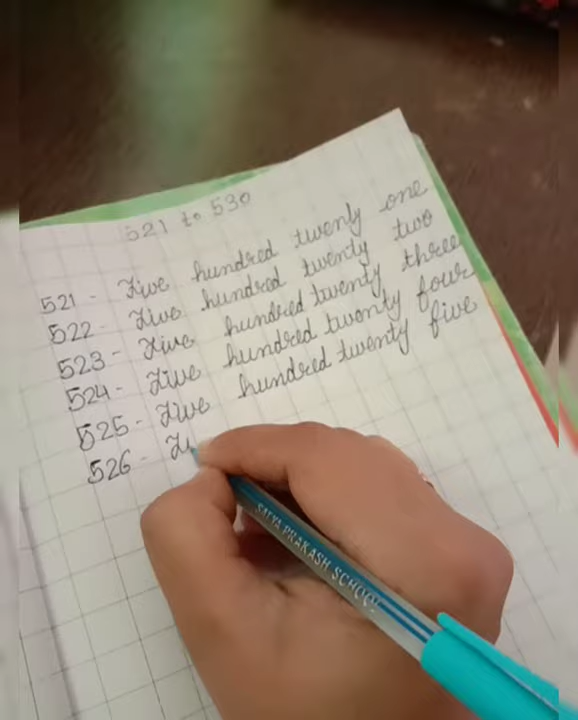 521 to 530
521 - Five hundred twenty one
522 - Five hundred twenty two
523 - Five hundred twenty three
524 - Five hundred twenty four
525 - Five hundred twenty five
526 - Fi
SATYA PRAKASH SCHOOL